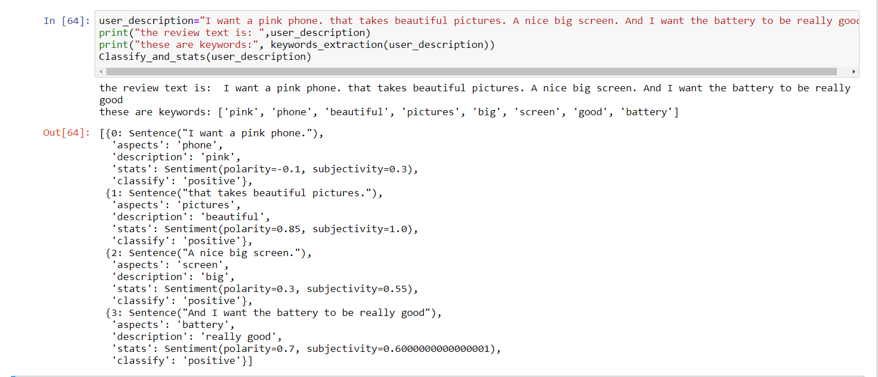 In [64]: user_description="I want a pink phone. that takes beautiful pictures. A nice big screen. And I want the battery to be really good
print("the review text is: ",user_description)
print("these are keywords:", keywords_extraction(user_description))
Classify_and_stats(user_description)
the review text is:  I want a pink phone. that takes beautiful pictures. A nice big screen. And I want the battery to be really
good
these are keywords: ['pink', 'phone', 'beautiful', 'pictures', 'big', 'screen', 'good', 'battery']
Out[64]: [{0: Sentence("I want a pink phone."),
'aspects': 'phone',
'description': 'pink',
'stats': Sentiment(polarity=-0.1, subjectivity=0.3),
'classify': 'positive'},
{1: Sentence("that takes beautiful pictures."),
'aspects': 'pictures',
'description': 'beautiful',
'stats': Sentiment(polarity=0.85, subjectivity=1.0),
'classify': 'positive'},
{2: Sentence("A nice big screen."),
'aspects': 'screen',
'description': 'big',
'stats': Sentiment(polarity=0.3, subjectivity=0.55),
'classify': 'positive'},
{3: Sentence("And I want the battery to be really good"),
'aspects': 'battery',
'description': 'really good',
'stats': Sentiment(polarity=0.7, subjectivity=0.6000000000000001),
'classify': 'positive'}]